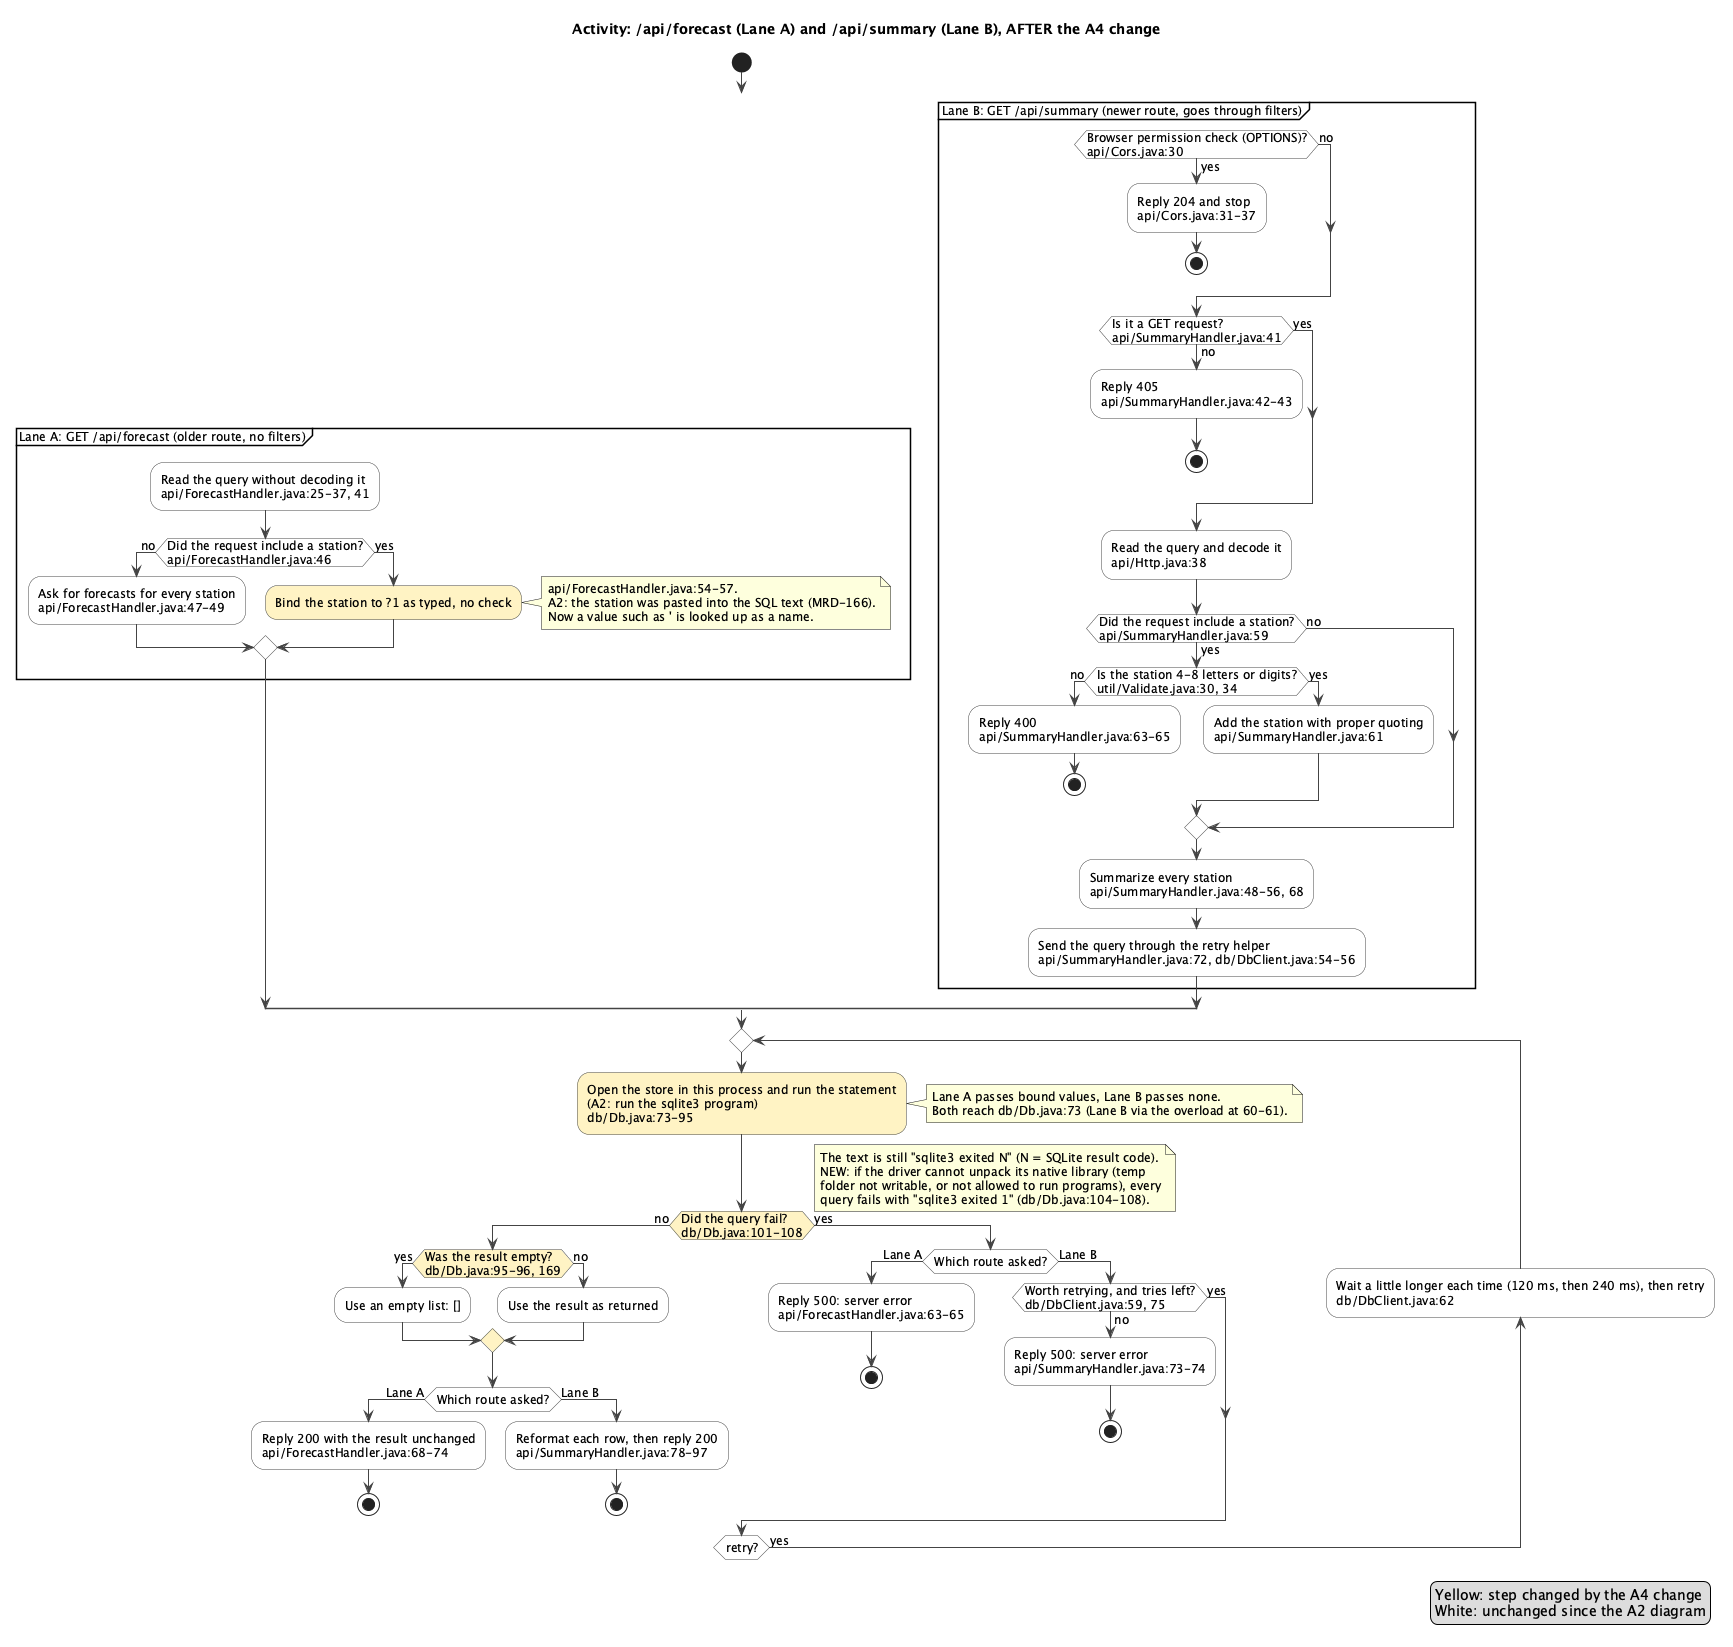 Activity: /api/forecast (Lane A) and /api/summary (Lane B), AFTER the A4 change
Lane B: GET /api/summary (newer route, goes through filters)
Browser permission check (OPTIONS)?
api/Cors.java:30
no
yes
Reply 204 and stop
api/Cors.java:31-37
Is it a GET request?
api/SummaryHandler.java:41
yes
no
Reply 405
api/SummaryHandler.java:42-43
Read the query and decode it
api/Http.java:38
Did the request include a station?
api/SummaryHandler.java:59
no
yes
Is the station 4-8 letters or digits?
util/Validate.java:30, 34
no
yes
Reply 400
api/SummaryHandler.java:63-65
Add the station with proper quoting
api/SummaryHandler.java:61
Summarize every station
api/SummaryHandler.java:48-56, 68
Send the query through the retry helper
api/SummaryHandler.java:72, db/DbClient.java:54-56
Lane A: GET /api/forecast (older route, no filters)
Read the query without decoding it
api/ForecastHandler.java:25-37, 41
no
Did the request include a station?
api/ForecastHandler.java:46
yes
Ask for forecasts for every station
api/ForecastHandler.java:47-49
Bind the station to ?1 as typed, no check
api/ForecastHandler.java:54-57.
A2: the station was pasted into the SQL text (MRD-166).
Now a value such as ' is looked up as a name.
Open the store in this process and run the statement
(A2: run the sqlite3 program)
db/Db.java:73-95
Lane A passes bound values, Lane B passes none.
Both reach db/Db.java:73 (Lane B via the overload at 60-61).
The text is still "sqlite3 exited N" (N = SQLite result code).
NEW: if the driver cannot unpack its native library (temp
folder not writable, or not allowed to run programs), every
query fails with "sqlite3 exited 1" (db/Db.java:104-108).
no
Did the query fail?
db/Db.java:101-108
yes
yes
Was the result empty?
db/Db.java:95-96, 169
no
Use an empty list: []
Use the result as returned
Lane A
Which route asked?
Lane B
Reply 200 with the result unchanged
api/ForecastHandler.java:68-74
Reformat each row, then reply 200
api/SummaryHandler.java:78-97
Lane A
Which route asked?
Lane B
Reply 500: server error
api/ForecastHandler.java:63-65
Worth retrying, and tries left?
db/DbClient.java:59, 75
yes
no
Reply 500: server error
api/SummaryHandler.java:73-74
Wait a little longer each time (120 ms, then 240 ms), then retry
db/DbClient.java:62
retry?
yes
Yellow: step changed by the A4 change
White: unchanged since the A2 diagram